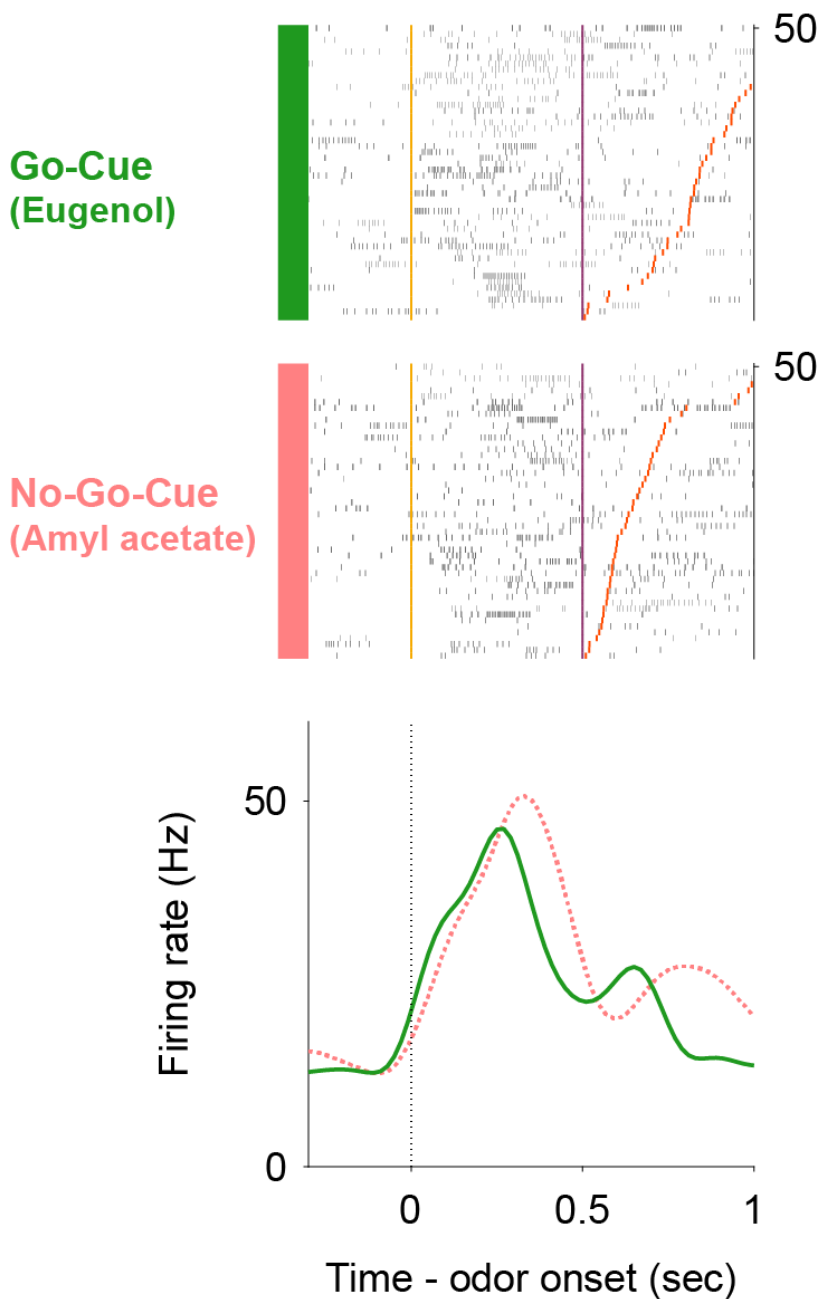 50
Go-Cue
(Eugenol)
50
No-Go-Cue
(Amyl acetate)
50
Firing rate (Hz)
0
0 0.5 1
Time - odor onset (sec)